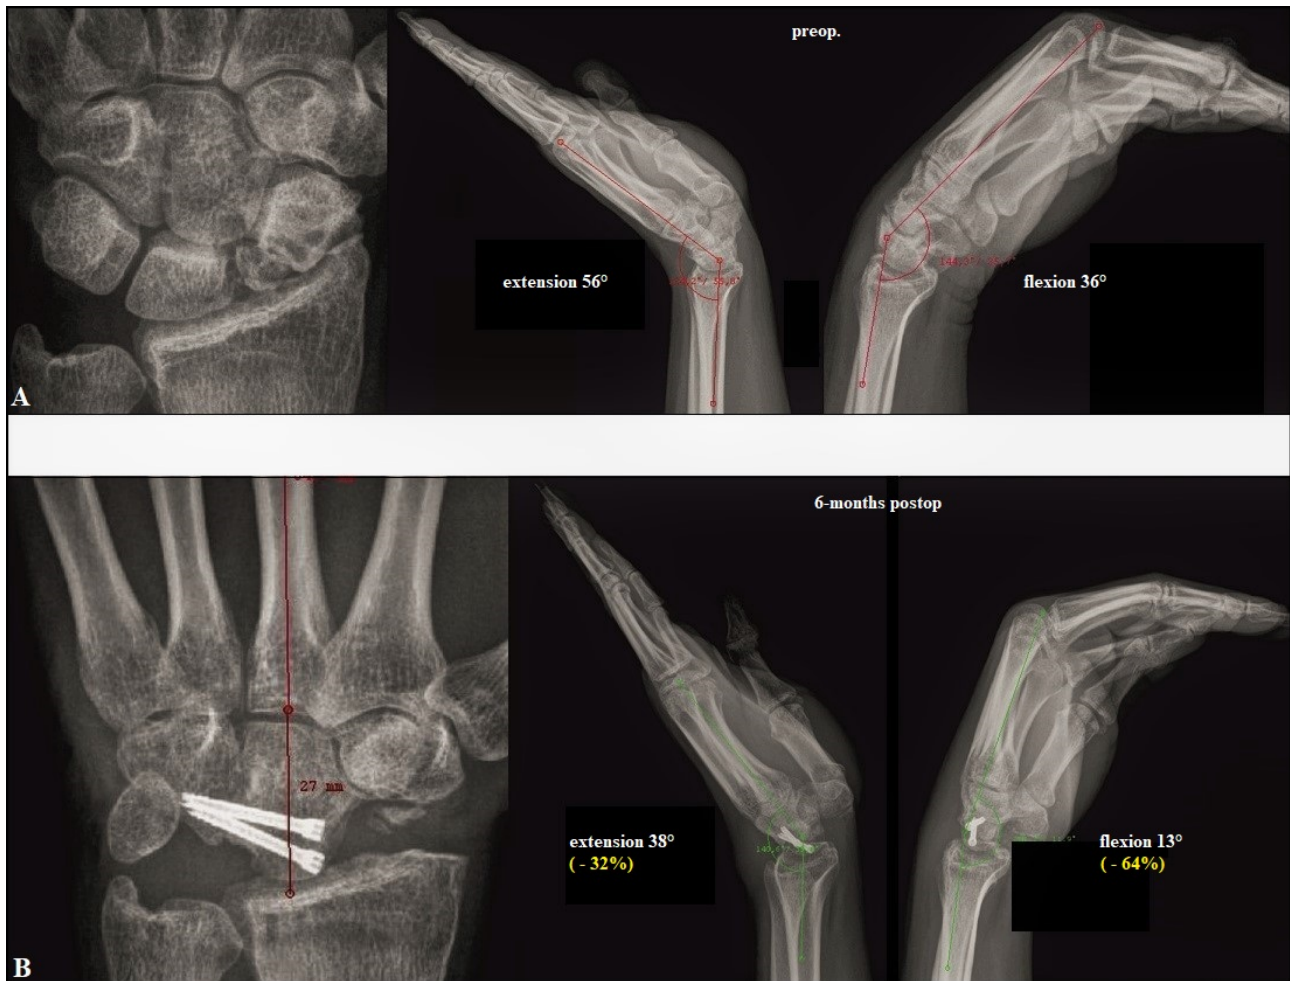 preop.
extension 56°
flexion 36°
A
6-months postop
27 mm
extension 38°
(- 32%)
flexion 13°
(- 64%)
B